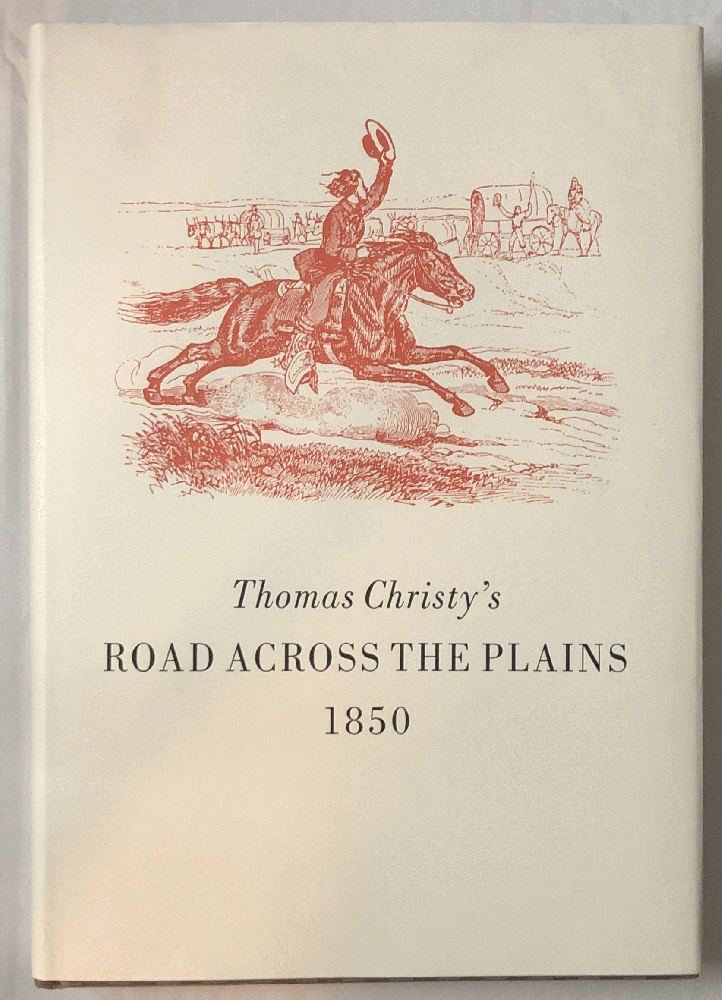 Thomas Christy's
ROAD ACROSS THE PLAINS
1850